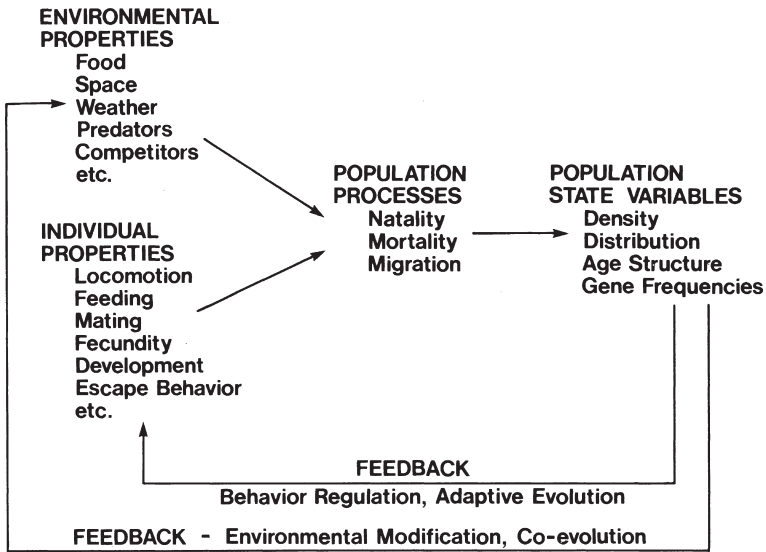 ENVIRONMENTAL
PROPERTIES
Food
Space
Weather
Predators
Competitors
etc.
INDIVIDUAL
PROPERTIES
Locomotion
Feeding
Mating
Fecundity
Development
Escape Behavior
etc.
POPULATION
PROCESSES
Natality
Mortality
Migration
POPULATION
STATE VARIABLES
Density
Distribution
Age Structure
Gene Frequencies
FEEDBACK
Behavior Regulation, Adaptive Evolution
FEEDBACK - Environmental Modification, Co-evolution